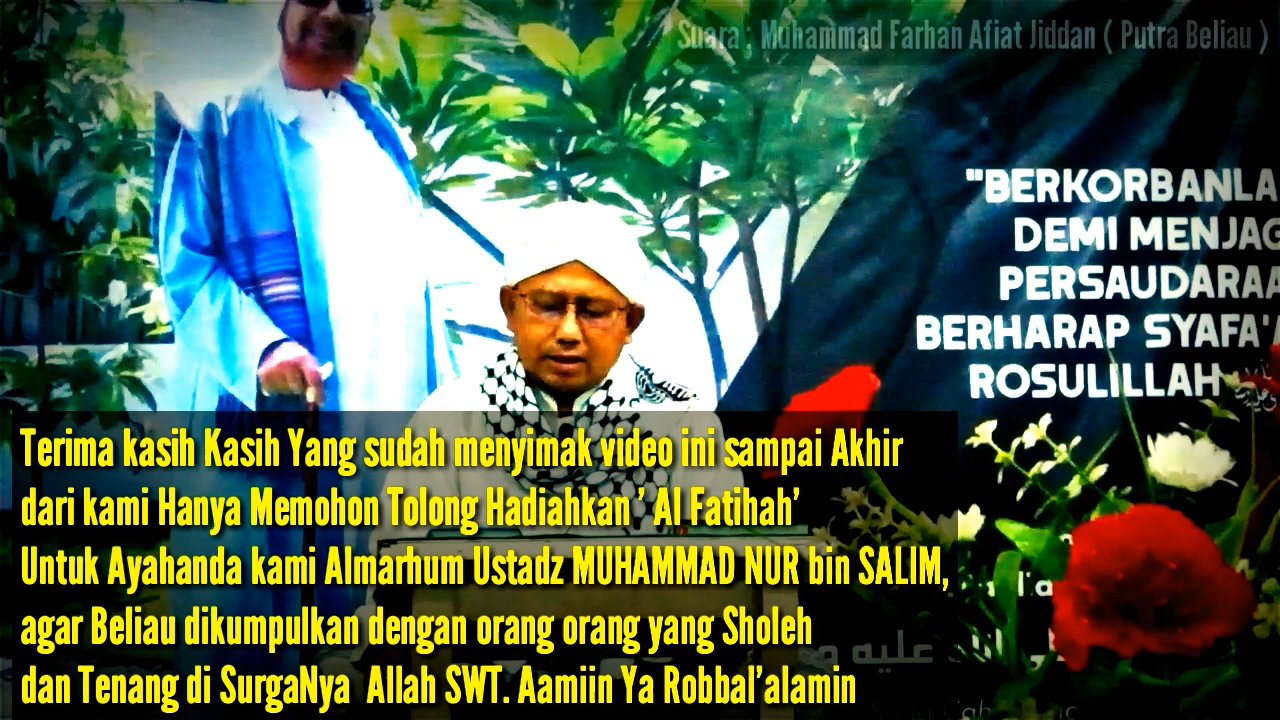 Suara : Muhammad Farhan Afiat Jiddan ( Putra Beliau )
"BERKORBANLA
DEMI MENJAG
PERSAUDARAA
BERHARAP SYAFA'A
ROSULILLAH
Terima kasih Kasih Yang sudah menyimak video ini sampai Akhir
dari kami Hanya Memohon Tolong Hadiahkan ' Al Fatihah'
Untuk Ayahanda kami Almarhum Ustadz MUHAMMAD NUR bin SALIM,
agar Beliau dikumpulkan dengan orang orang yang Sholeh
dan Tenang di SurgaNya Allah SWT. Aamiin Ya Robbal'alamin
عليه